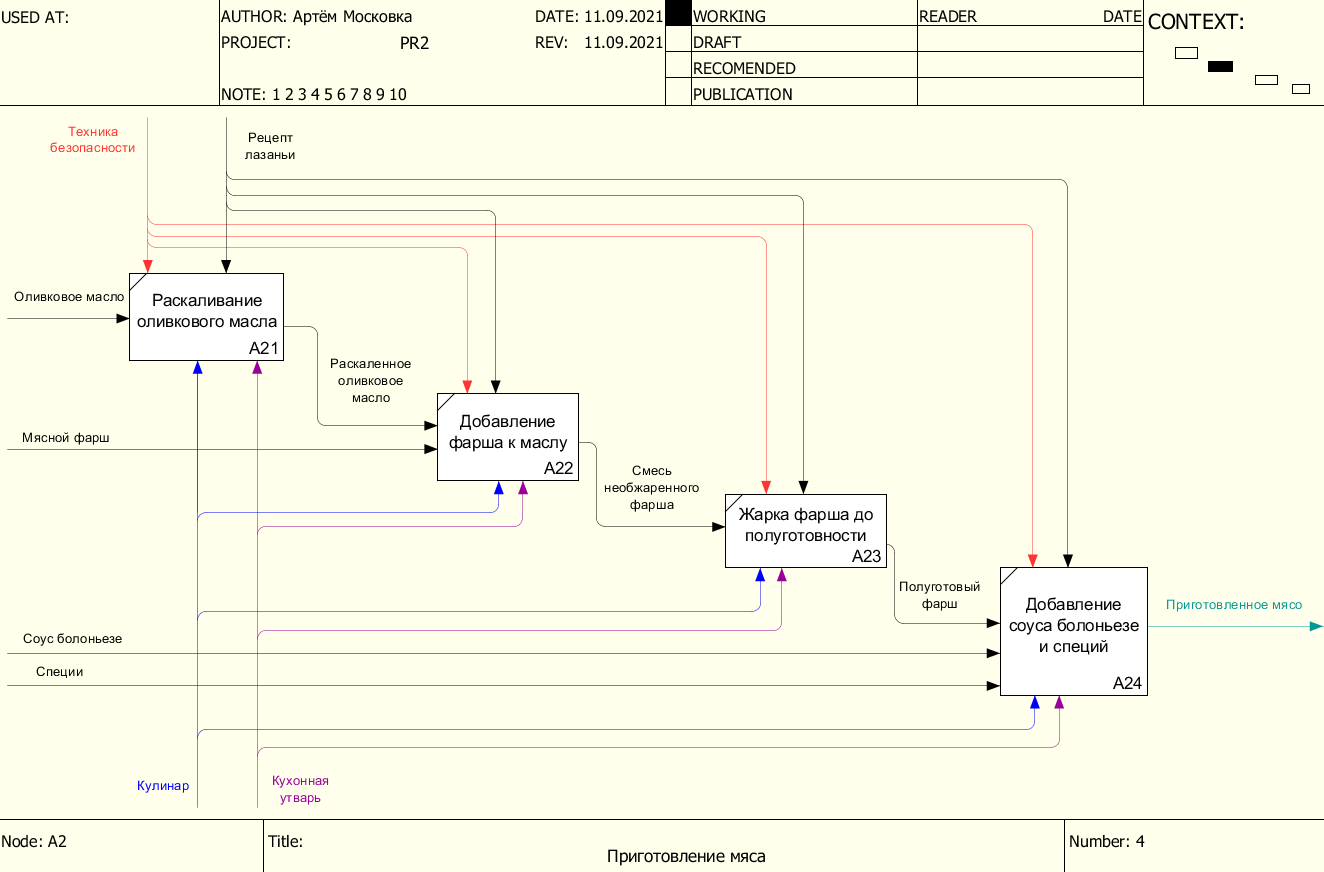 USED AT:
AUTHOR: Артём Московка
DATE: 11.09.2021
PROJECT: PR2
REV: 11.09.2021
NOTE: 1 2 3 4 5 6 7 8 9 10
WORKING
DRAFT
RECOMENDED
PUBLICATION
READER
DATE
CONTEXT:
Техника
безопасности
Рецепт
лазаньи
Оливковое масло
Раскаливание
оливкового масла
A21
Раскаленное
оливковое
масло
Мясной фарш
Добавление
фарша к маслу
A22
Смесь
необжаренного
фарша
Жарка фарша до
полуготовности
A23
Полуготовый
фарш
Соус болоньезе
Специи
Добавление
соуса болоньезе
и специй
A24
Приготовленное мясо
Кулинар
Кухонная
утварь
Node: A2
Title:
Приготовление мяса
Number: 4